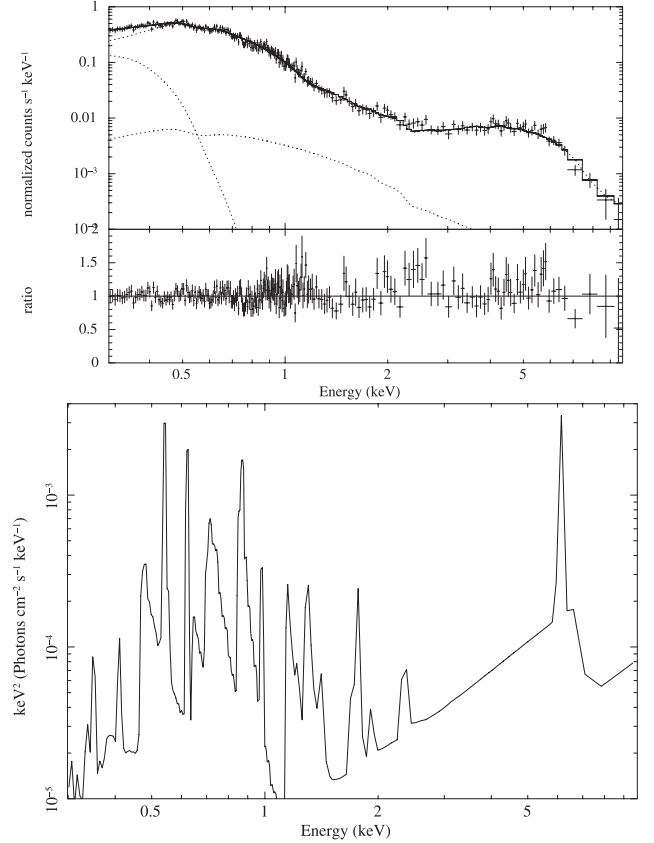 1
0.1
0.01
10⁻³
10⁻²
normalized counts s⁻¹ keV⁻¹
1.5
1
0.5
0
ratio
0.5 1 2 5
Energy (keV)
10⁻³
10⁻⁴
10⁻⁵
keV² (Photons cm⁻² s⁻¹ keV⁻¹)
0.5 1 2 5
Energy (keV)